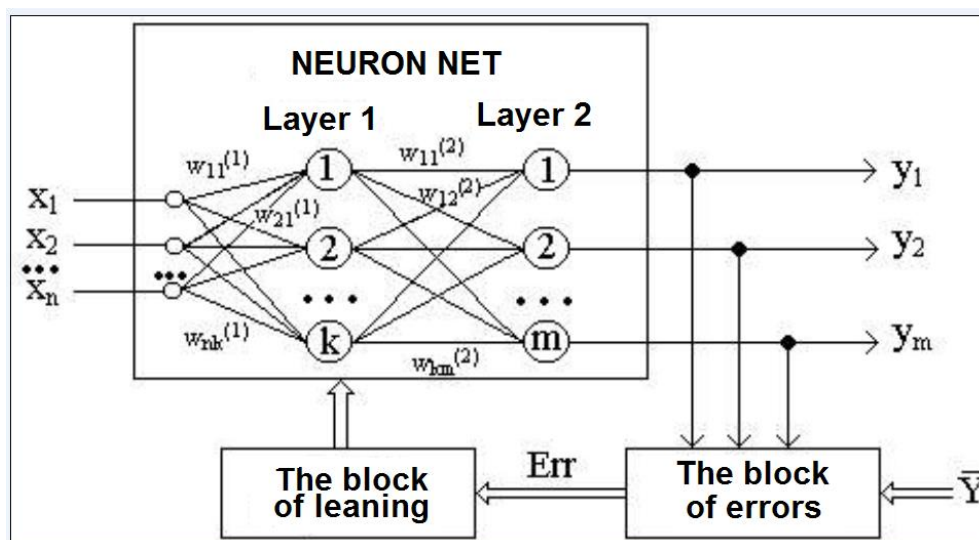 NEURON NET
Layer 1 Layer 2
w11(1) 1 w11(2) 1 y1
x1 w21(1) w12(2)
x2 2 2 y2
••• ••• ••• •••
xn
wnk(1) k wkm(2) m ym
The block of leaning
Err
The block of errors
Y̅